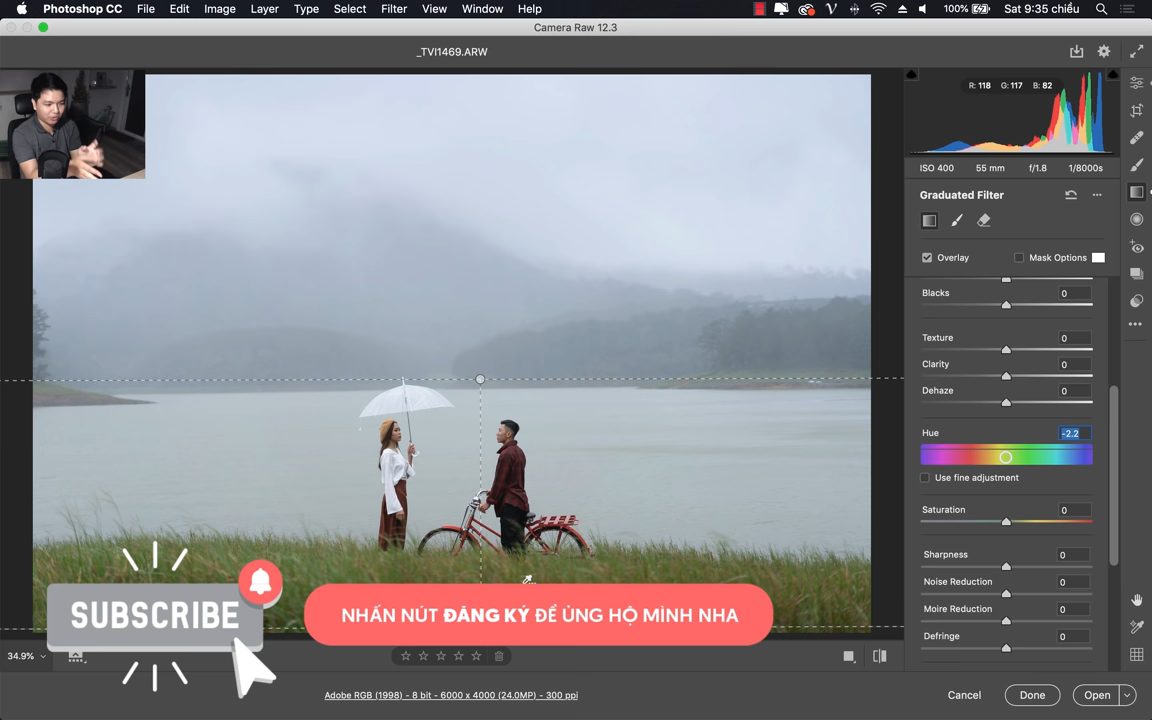 Photoshop CC File Edit Image Layer Type Select Filter View Window Help 100% Sat 9:35 chiều
Camera Raw 12.3
_TVI1469.ARW
R: 118 G: 117 B: 82
ISO 400 55 mm f/1.8 1/8000s
Graduated Filter
Overlay Mask Options
Blacks 0
Texture 0
Clarity 0
Dehaze 0
Hue -2.2
Use fine adjustment
Saturation 0
Sharpness 0
Noise Reduction 0
Moire Reduction 0
Defringe 0
SUBSCRIBE
NHẤN NÚT ĐĂNG KÝ ĐỂ ỦNG HỘ MÌNH NHA
34.9%
Adobe RGB (1998) - 8 bit - 6000 x 4000 (24.0MP) - 300 ppi
Cancel Done Open